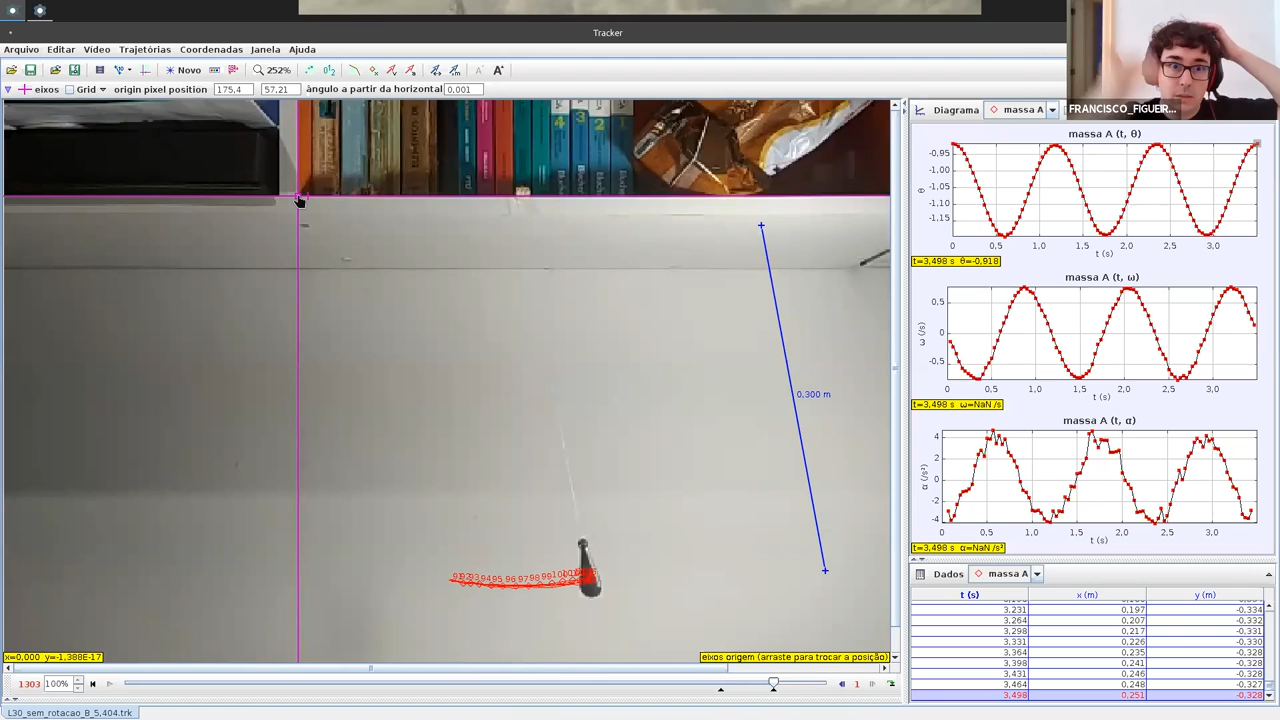 Tracker
Arquivo Editar Vídeo Trajetórias Coordenadas Janela Ajuda
Novo 252%
eixos Grid origin pixel position 175,4 57,21 ângulo a partir da horizontal 0,001
FRANCISCO_FIGUEIR...
Diagrama massa A
massa A (t, θ)
-0,95
-1,00
-1,05
-1,10
-1,15
θ
0 0,5 1,0 1,5 2,0 2,5 3,0
t (s)
t=3,498 s θ=-0,918
massa A (t, ω)
0,5
0
-0,5
ω (/s)
0 0,5 1,0 1,5 2,0 2,5 3,0
t (s)
t=3,498 s ω=NaN /s
massa A (t, α)
4
2
0
-2
-4
α (/s²)
0 0,5 1,0 1,5 2,0 2,5 3,0
t (s)
t=3,498 s α=NaN/s²
4 3 2 1
0,300 m
x=0,000 y=-1,388E-17
eixos origem (arraste para trocar a posição)
1303 100% 1
Dados massa A
t (s) x (m) y (m)
3,231 0,197 -0,334
3,264 0,207 -0,332
3,298 0,217 -0,331
3,331 0,226 -0,330
3,364 0,235 -0,328
3,398 0,241 -0,328
3,431 0,246 -0,328
3,464 0,248 -0,327
3,498 0,251 -0,328
L30_sem_rotacao_B_5,404.trk